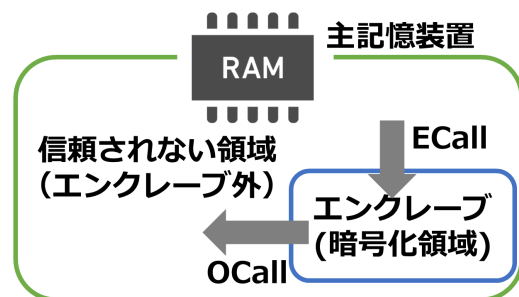 主記憶装置
RAM
信頼されない領域
（エンクレーブ外）
ECall
エンクレーブ
(暗号化領域)
OCall